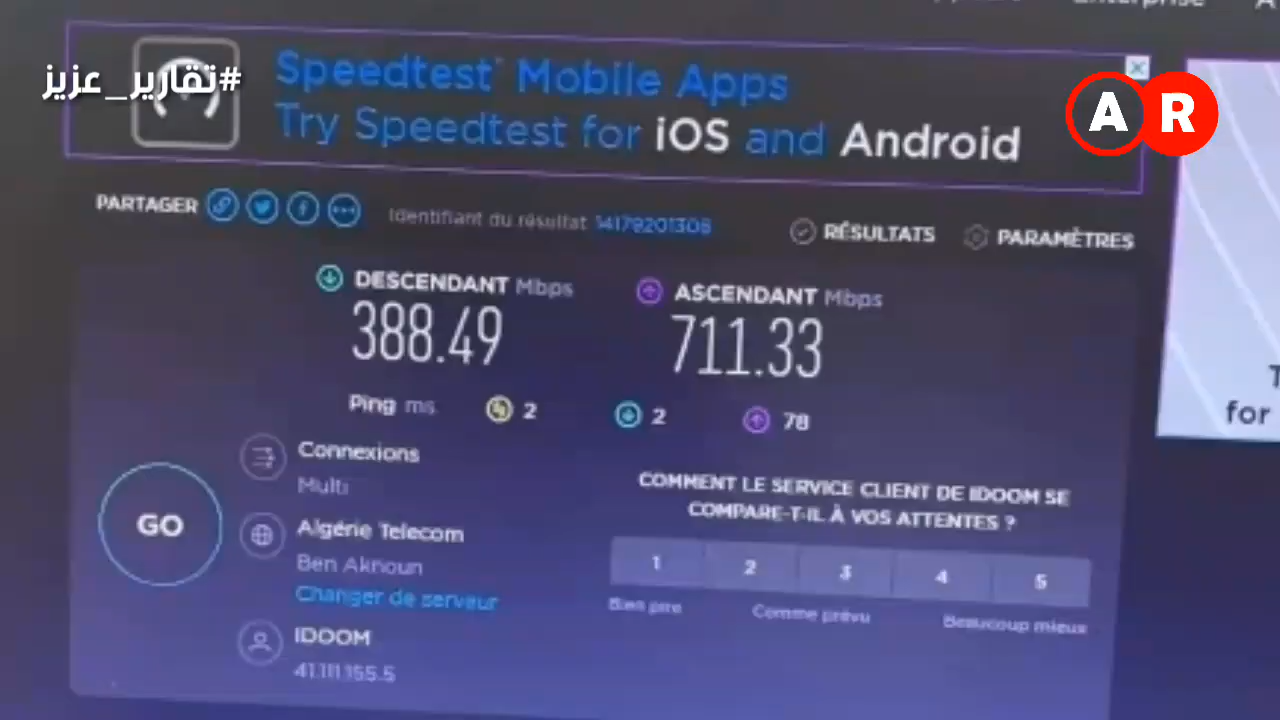 Enterprise
#تقارير_عزيز
Speedtest Mobile Apps
Try Speedtest for iOS and Android
A R
PARTAGER
Identifiant du résultat 14179201308
RÉSULTATS
PARAMÈTRES
DESCENDANT Mbps
388.49
ASCENDANT Mbps
711.33
Ping ms 2 2 78
Connexions
Multi
GO
Algérie Telecom
Ben Aknoun
Changer de serveur
IDOOM
41.111.155.5
COMMENT LE SERVICE CLIENT DE IDOOM SE
COMPARE-T-IL À VOS ATTENTES ?
1 2 3 4 5
Bien pire Comme prévu Beaucoup mieux
for